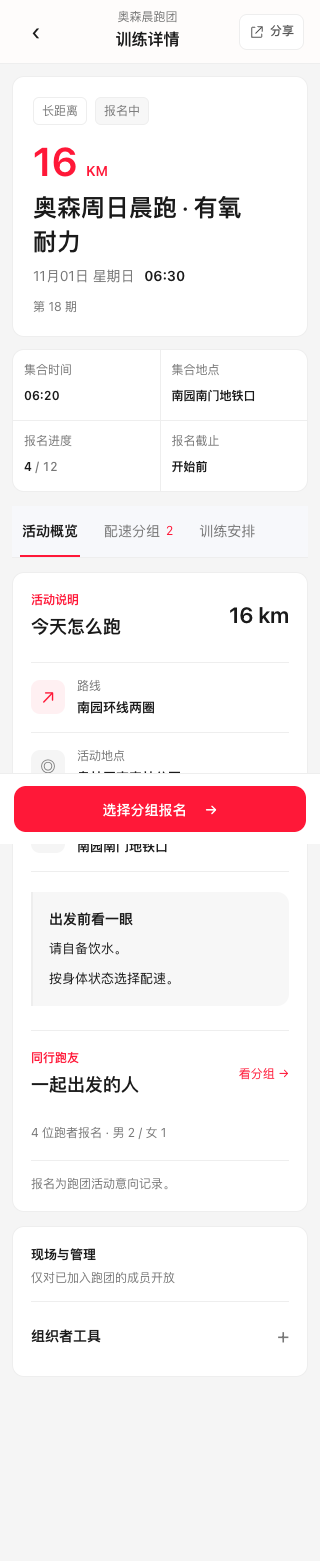 奥森晨跑团
训练详情
分享
长距离 报名中
16 KM
奥森周日晨跑 · 有氧
耐力
11月01日 星期日 06:30
第 18 期
集合时间
06:20
集合地点
南园南门地铁口
报名进度
4 / 12
报名截止
开始前
活动概览 配速分组 2 训练安排
活动说明
今天怎么跑
16 km
路线
南园环线两圈
活动地点
选择分组报名 →
南园南门地铁口
出发前看一眼
请自备饮水。
按身体状态选择配速。
同行跑友
一起出发的人
看分组 →
4 位跑者报名 · 男 2 / 女 1
报名为跑团活动意向记录。
现场与管理
仅对已加入跑团的成员开放
组织者工具 +